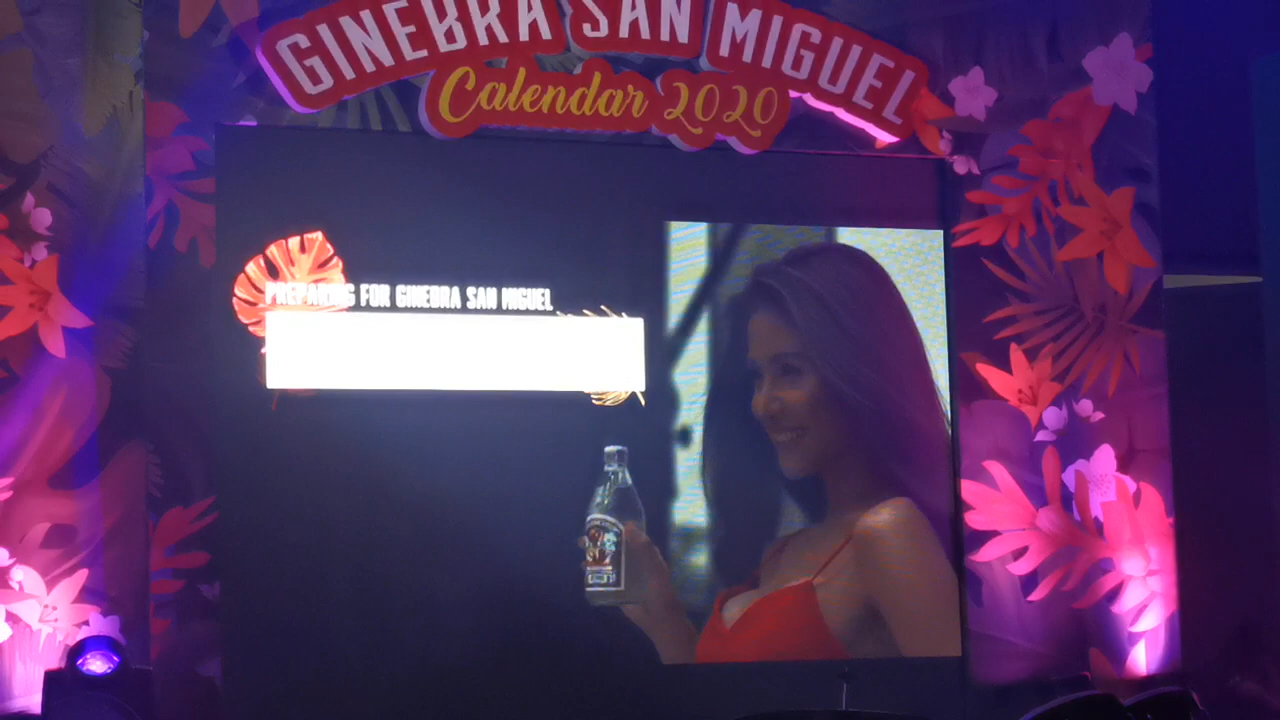 GINEBRA SAN MIGUEL
Calendar 2020
PREPARING FOR GINEBRA SAN MIGUEL